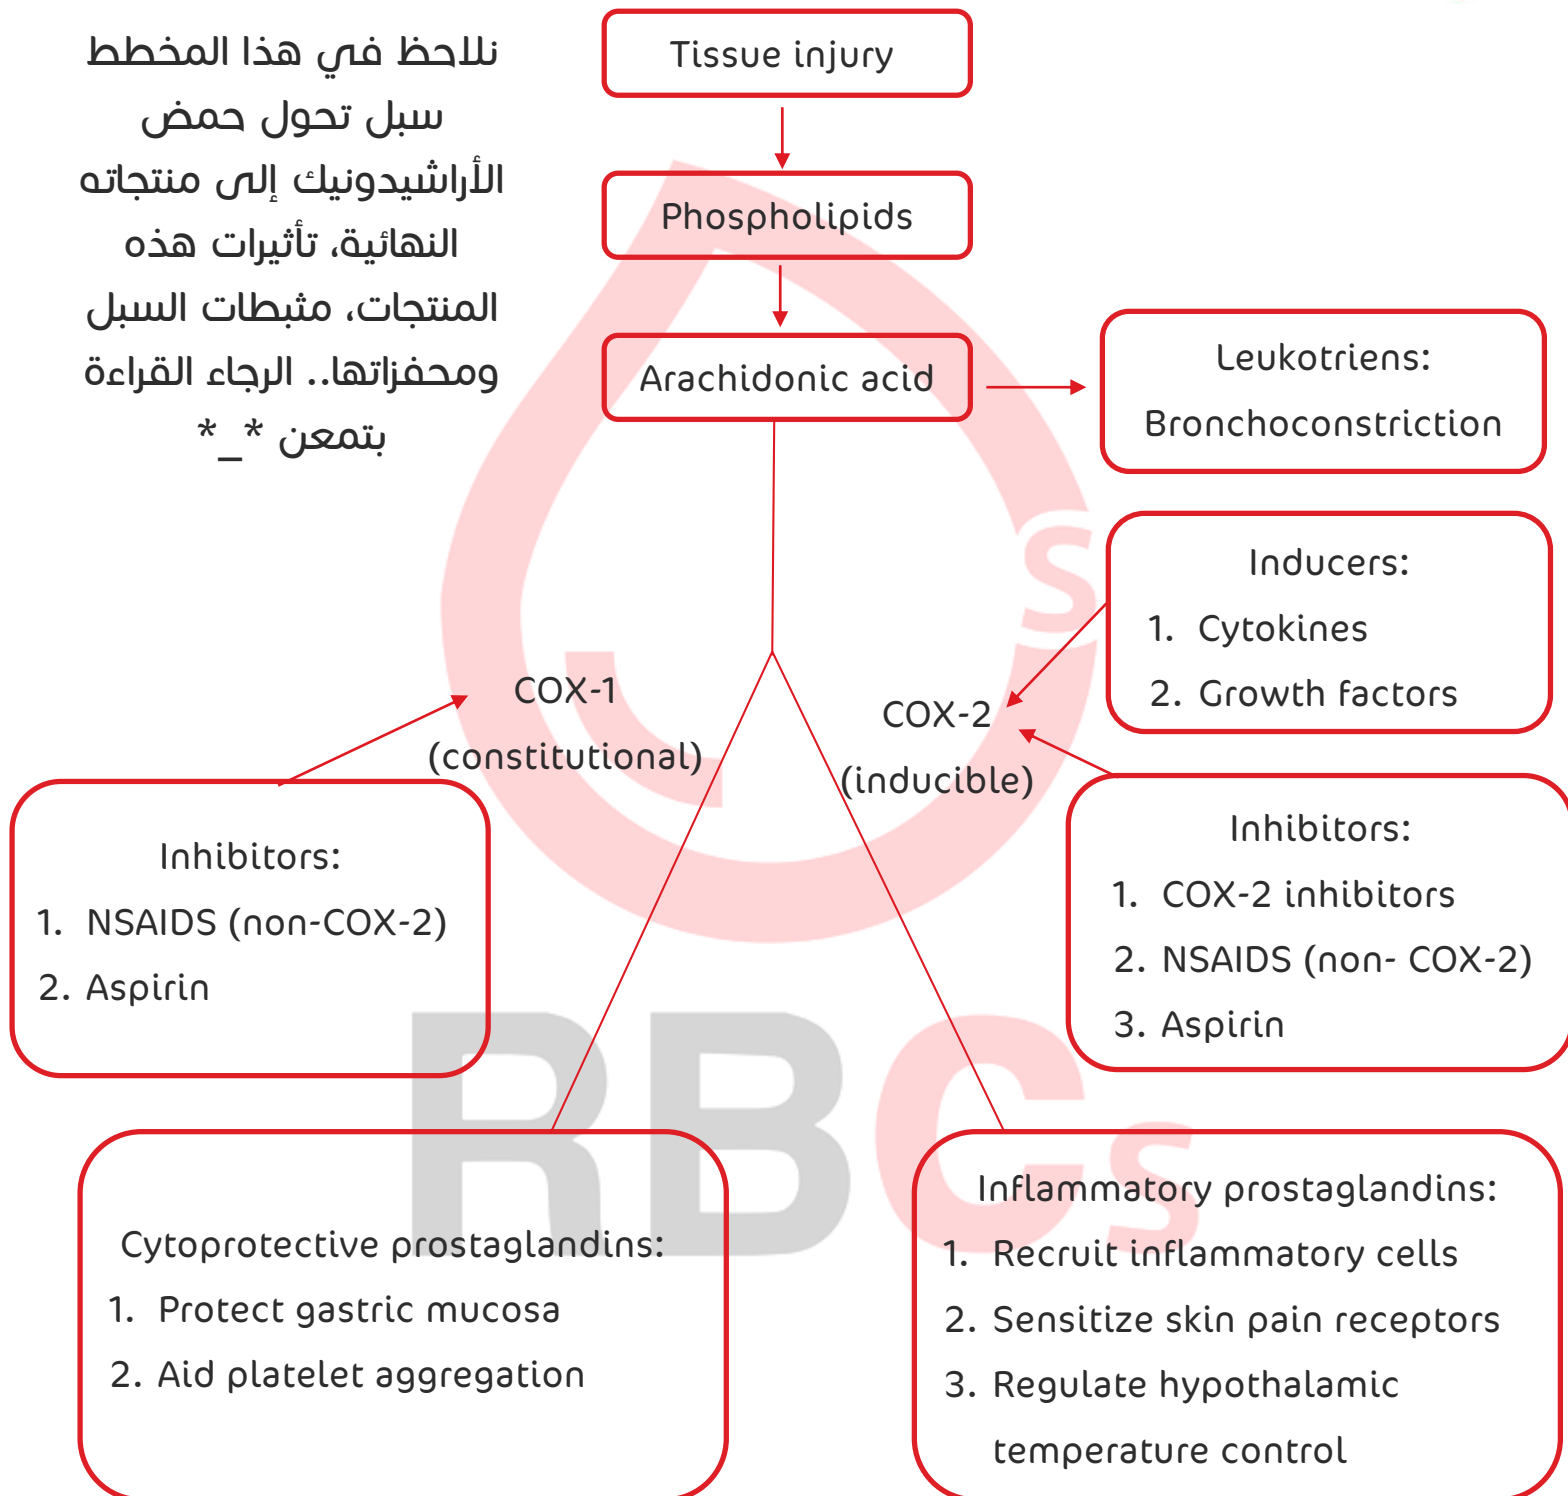 نلاحظ في هذا المخطط
سبل تحول حمض
الأراشيدونيك إلى منتجاته
النهائية، تأثيرات هذه
المنتجات، مثبطات السبل
ومحفزاتها.. الرجاء القراءة
بتمعن *_*
Tissue injury
Phospholipids
Arachidonic acid
Leukotriens:
Bronchoconstriction
Inducers:
1. Cytokines
2. Growth factors
COX-1
(constitutional)
COX-2
(inducible)
Inhibitors:
1. NSAIDS (non-COX-2)
2. Aspirin
Inhibitors:
1. COX-2 inhibitors
2. NSAIDS (non- COX-2)
3. Aspirin
Cytoprotective prostaglandins:
1. Protect gastric mucosa
2. Aid platelet aggregation
Inflammatory prostaglandins:
1. Recruit inflammatory cells
2. Sensitize skin pain receptors
3. Regulate hypothalamic
temperature control
s
RBCs